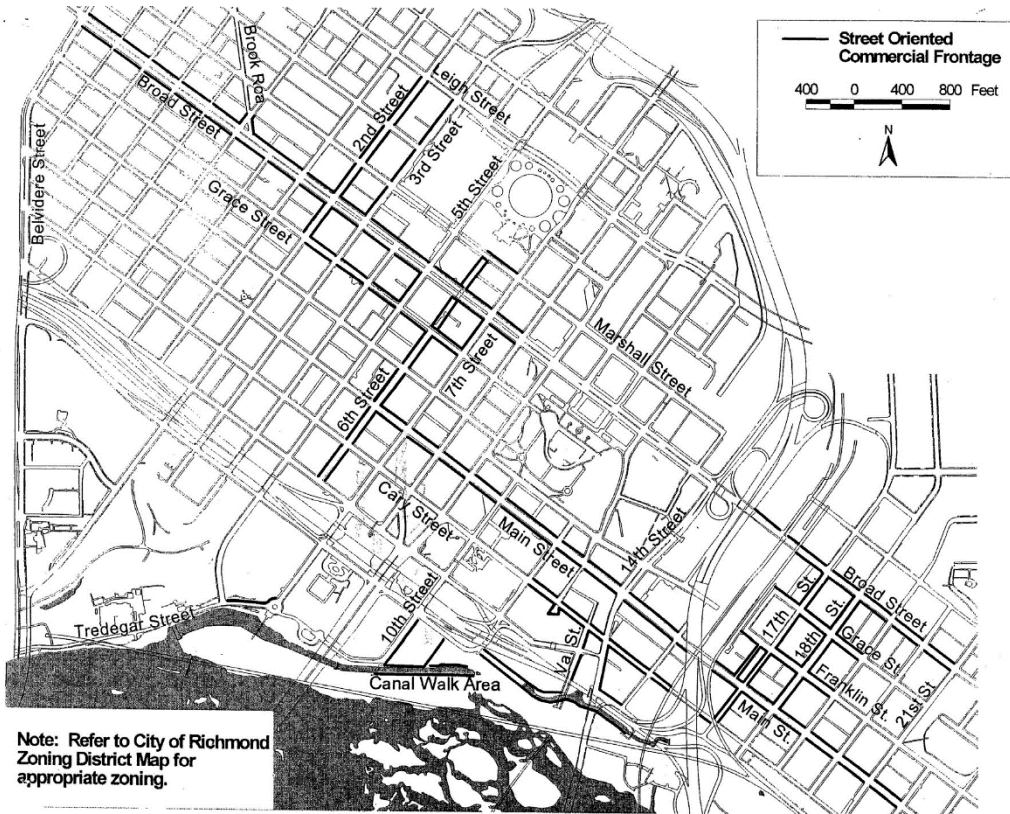 Street Oriented
Commercial Frontage
400 0 400 800 Feet
N
Brook Roa
Broad Street
Leigh Street
2nd Street
3rd Street
5th Street
Belvidere Street
Grace Street
Marshall Street
7th Street
6th Street
Cary Street
Main Street
14th Street
10th Street
Tredegar Street
Va St.
Canal Walk Area
17th St.
18th St.
Broad Street
Grace St.
Franklin St.
21st St
Main St.
Note: Refer to City of Richmond
Zoning District Map for
appropriate zoning.